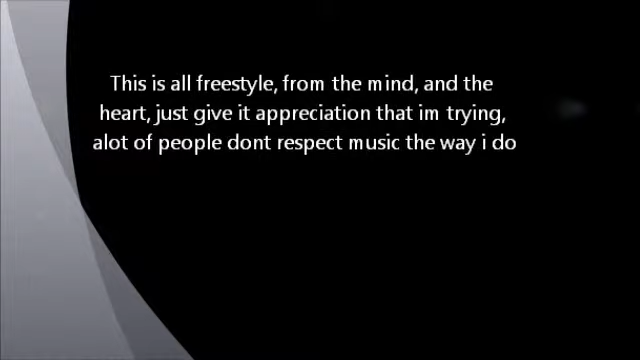 This is all freestyle, from the mind, and the
heart, just give it appreciation that im trying,
alot of people dont respect music the way i do